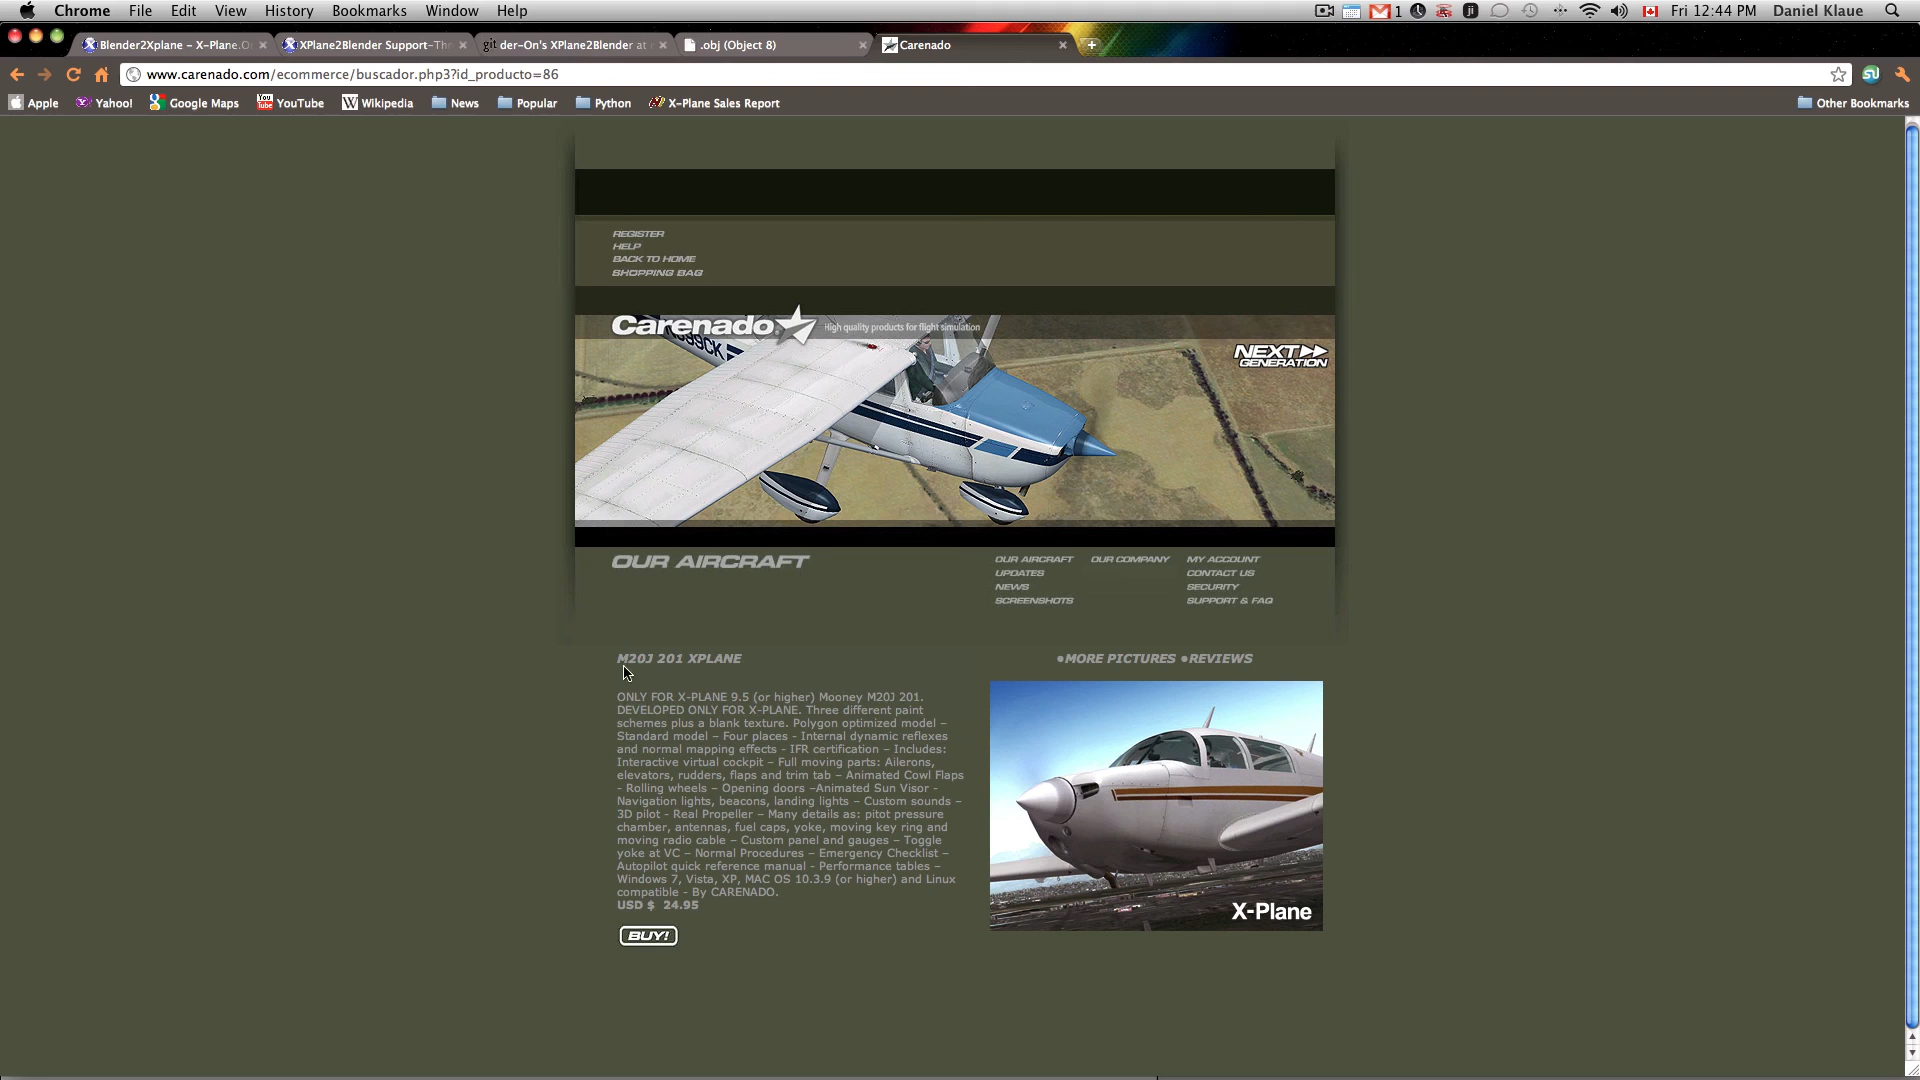 Chrome File Edit View History Bookmarks Window Help 1 Fri 12:44 PM Daniel Klaue
Blender2Xplane – X-Plane.O XPlane2Blender Support-Thr git der-On's XPlane2Blender at .obj (Object 8) Carenado
www.carenado.com/ecommerce/buscador.php3?id_producto=86
Apple Yahoo! Google Maps YouTube Wikipedia News Popular Python X-Plane Sales Report Other Bookmarks
REGISTER
HELP
BACK TO HOME
SHOPPING BAG
Carenado High quality products for flight simulation
NEXT
GENERATION
OUR AIRCRAFT
OUR AIRCRAFT OUR COMPANY MY ACCOUNT
UPDATES CONTACT US
NEWS SECURITY
SCREENSHOTS SUPPORT & FAQ
M20J 201 XPLANE
•MORE PICTURES •REVIEWS
ONLY FOR X-PLANE 9.5 (or higher) Mooney M20J 201.
DEVELOPED ONLY FOR X-PLANE. Three different paint
schemes plus a blank texture. Polygon optimized model –
Standard model – Four places - Internal dynamic reflexes
and normal mapping effects - IFR certification – Includes:
Interactive virtual cockpit – Full moving parts: Ailerons,
elevators, rudders, flaps and trim tab – Animated Cowl Flaps
- Rolling wheels – Opening doors –Animated Sun Visor -
Navigation lights, beacons, landing lights – Custom sounds –
3D pilot - Real Propeller – Many details as: pitot pressure
chamber, antennas, fuel caps, yoke, moving key ring and
moving radio cable – Custom panel and gauges – Toggle
yoke at VC – Normal Procedures – Emergency Checklist –
Autopilot quick reference manual - Performance tables –
Windows 7, Vista, XP, MAC OS 10.3.9 (or higher) and Linux
compatible - By CARENADO.
USD $ 24.95
BUY!
X-Plane